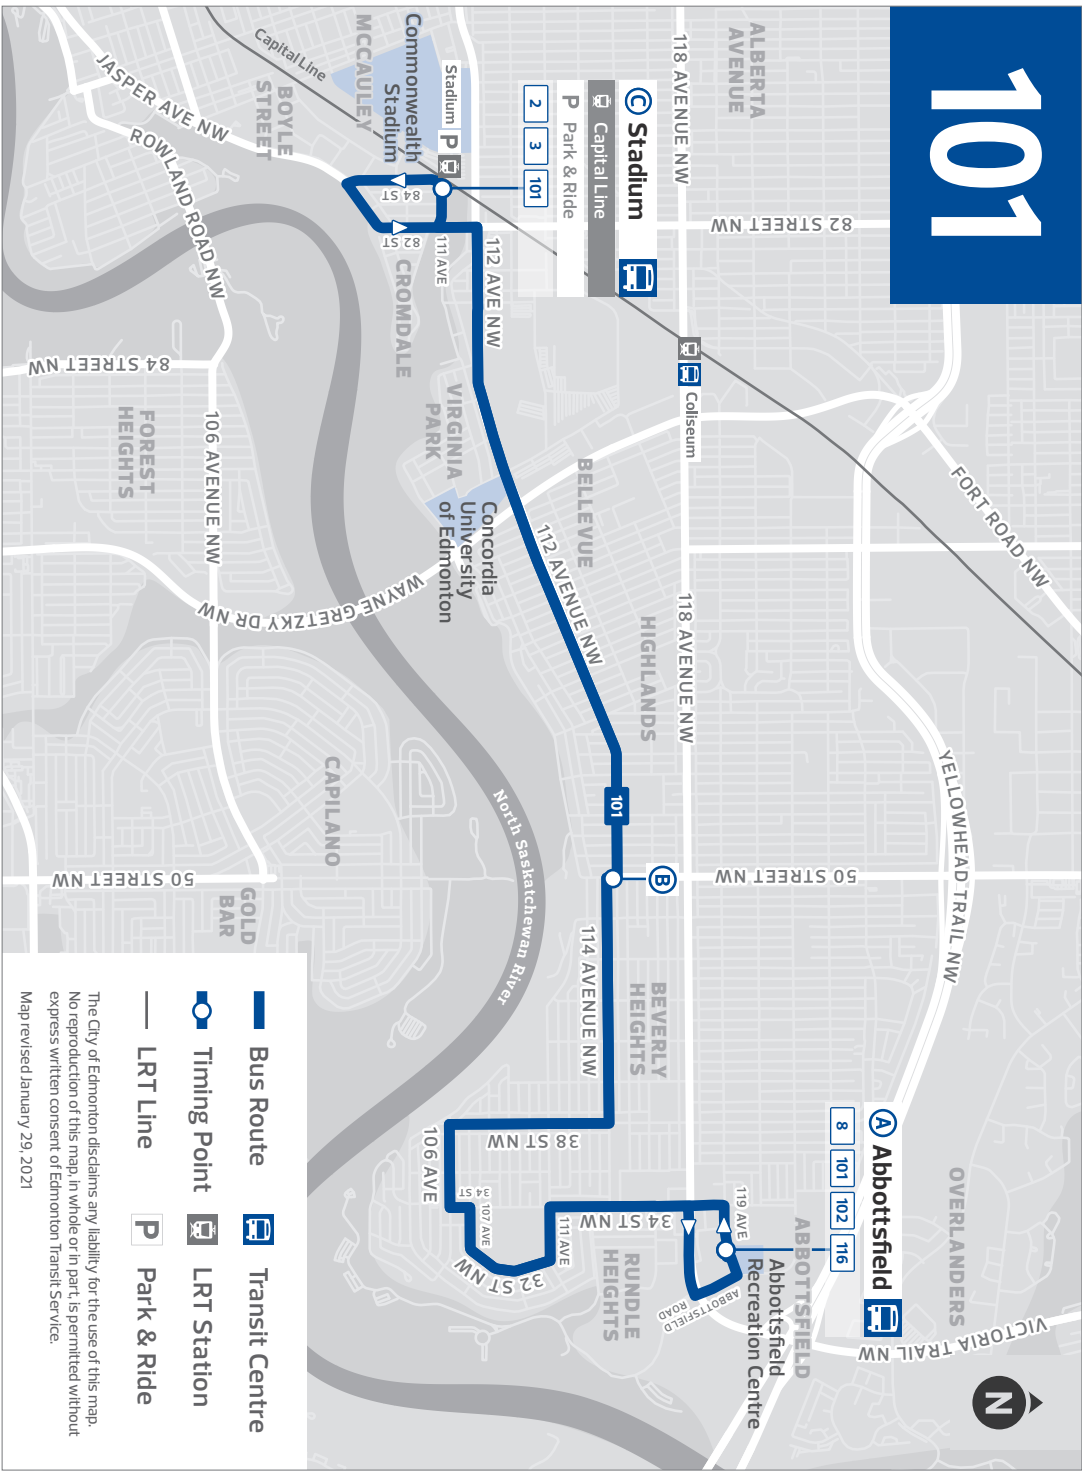 101
ALBERTA
AVENUE
118 AVENUE NW
82 STREET NW
C Stadium
Capital Line
P Park & Ride
2 3 101
MCCAULEY
Commonwealth
Stadium
Stadium P
Capital Line
BOYLE
STREET
JASPER AVE NW
ROWLAND ROAD NW
84 ST
82 ST
111 AVE
112 AVE NW
CROMDALE
VIRGINIA
PARK
84 STREET NW
FOREST
HEIGHTS
106 AVENUE NW
Coliseum
FORT ROAD NW
BELLEVUE
Concordia
University
of Edmonton
112 AVENUE NW
WAYNE GRETZKY DR NW
HIGHLANDS
118 AVENUE NW
YELLOWHEAD TRAIL NW
CAPILANO
North Saskatchewan River
101
B
50 STREET NW
50 STREET NW
GOLD
BAR
114 AVENUE NW
BEVERLY
HEIGHTS
38 ST NW
106 AVE
34 ST
107 AVE
32 ST NW
111 AVE
34 ST NW
119 AVE
RUNDLE
HEIGHTS
ABBOTTSFIELD
ROAD
Abbottsfield
Recreation Centre
ABBOTTSFIELD
A Abbottsfield
8 101 102 116
OVERLANDERS
VICTORIA TRAIL NW
N
Bus Route
Timing Point
LRT Line
Transit Centre
LRT Station
P Park & Ride
The City of Edmonton disclaims any liability for the use of this map.
No reproduction of this map, in whole or in part, is permitted without
express written consent of Edmonton Transit Service.
Map revised January 29, 2021